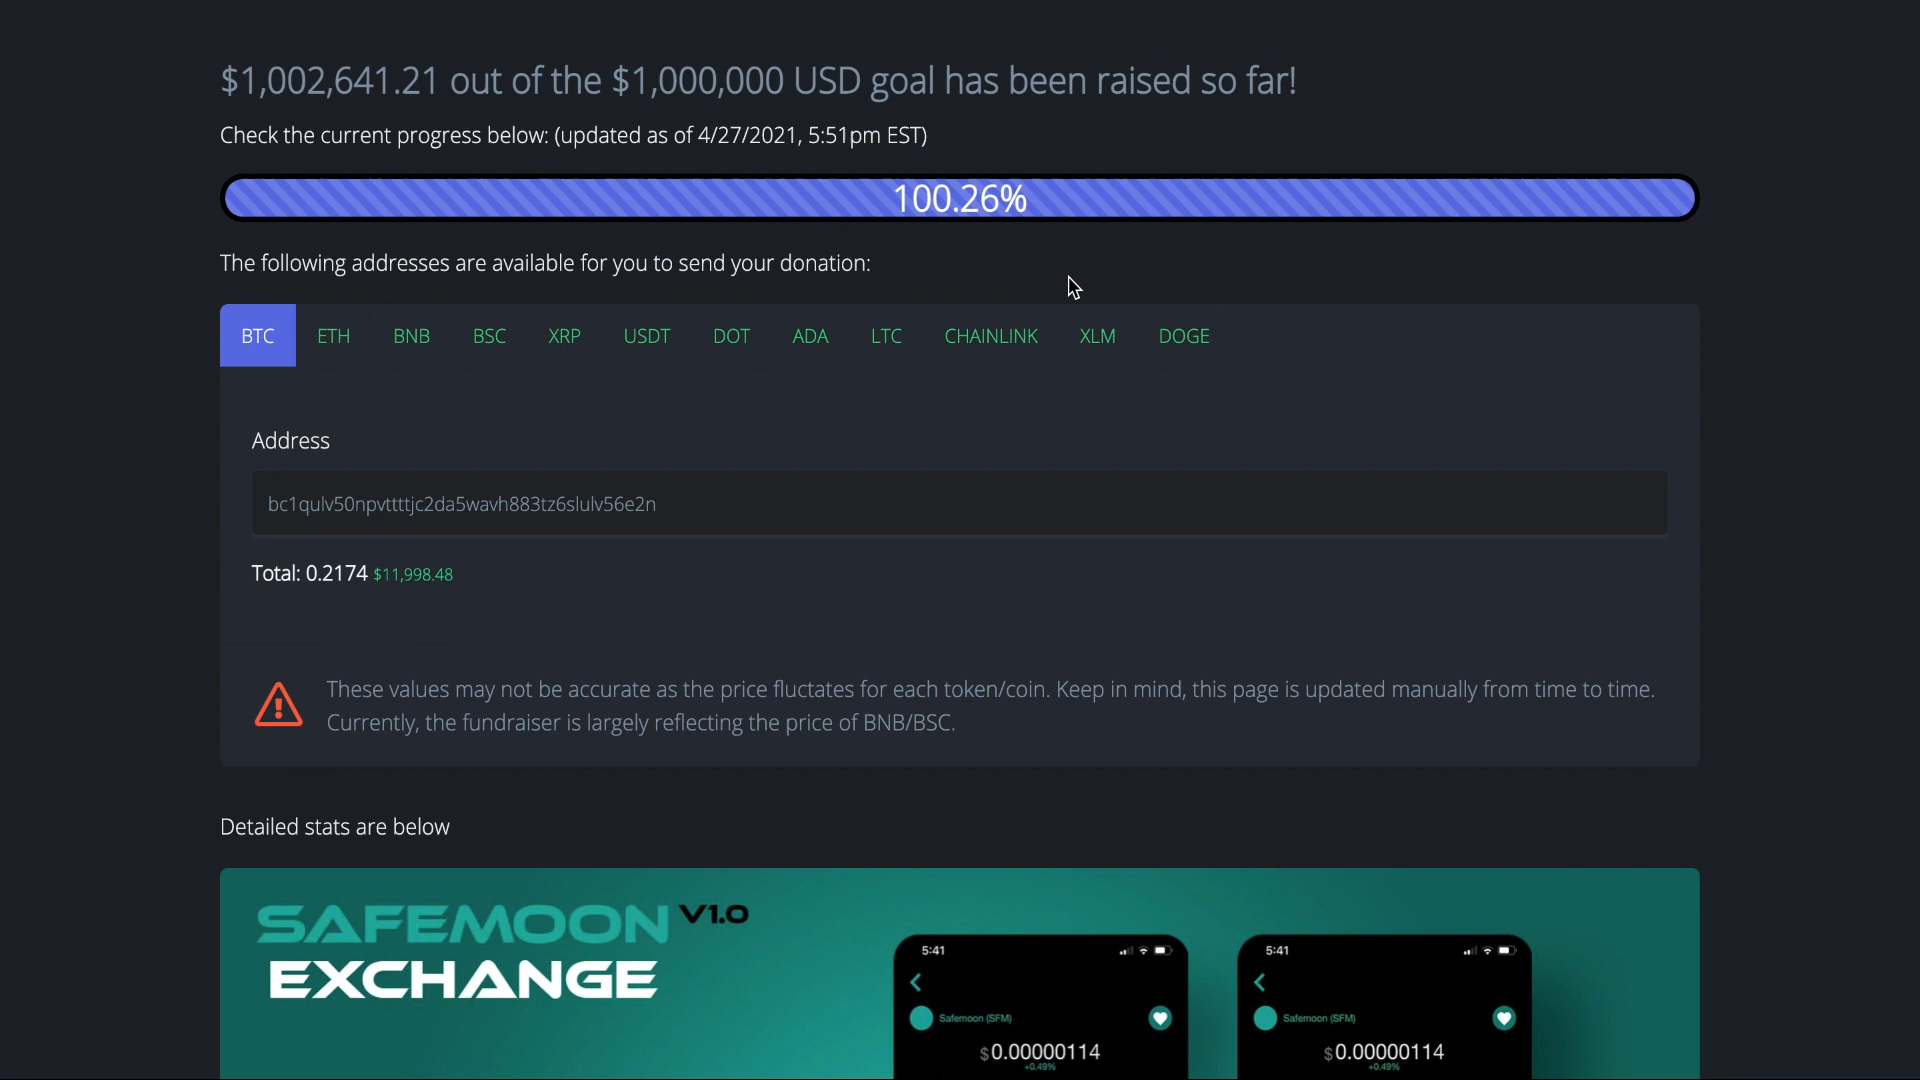 $1,002,641.21 out of the $1,000,000 USD goal has been raised so far!
Check the current progress below: (updated as of 4/27/2021, 5:51pm EST)
100.26%
The following addresses are available for you to send your donation:
BTC ETH BNB BSC XRP USDT DOT ADA LTC CHAINLINK XLM DOGE
Address
bc1qulv50npvttttjc2da5wavh883tz6slulv56e2n
Total: 0.2174 $11,998.48
These values may not be accurate as the price fluctates for each token/coin. Keep in mind, this page is updated manually from time to time.
Currently, the fundraiser is largely reflecting the price of BNB/BSC.
Detailed stats are below
SAFEMOON V1.0
EXCHANGE
5:41
Safemoon (SFM)
$0.00000114
+0.49%
5:41
Safemoon (SFM)
$0.00000114
+0.49%